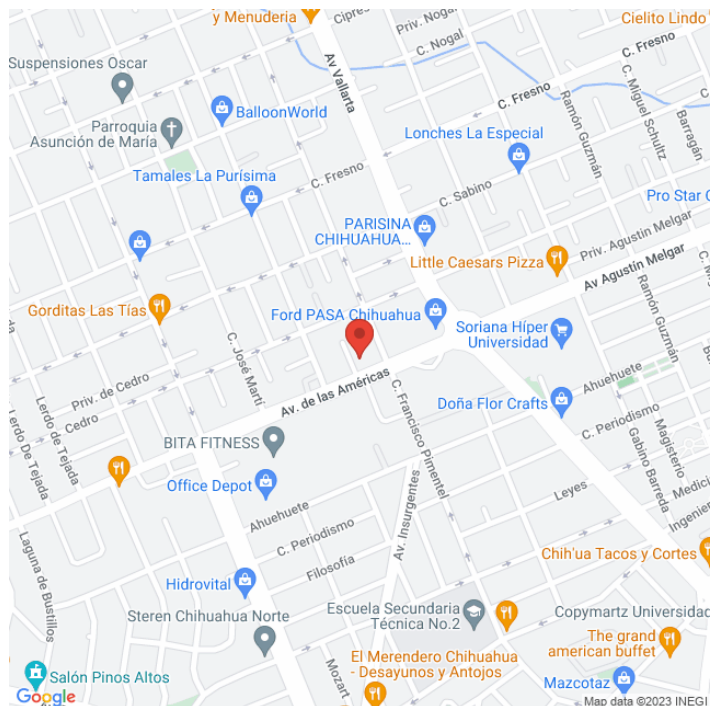 y Menuderia
Cipres
Priv. Nogal
C. Nogal
Cielito Lindo
C. Fresno
Suspensiones Oscar
Av Vallarta
C. Fresno
Ramón Guzmán
C. Miguel Schultz
Barragán
BalloonWorld
Parroquia
Asunción de María
Lonches La Especial
Tamales La Purísima
C. Fresno
C. Sabino
Pro Star C
PARISINA
CHIHUAHUA...
Priv. Agustin Melgar
Little Caesars Pizza
Av Agustín Melgar
Gorditas Las Tías
Ford PASA Chihuahua
Soriana Híper
Universidad
Ramón Guzmán
C. José Martí
Priv. de Cedro
Cedro
Av. de las Américas
Ahuehuete
Lerdo De Tejada
Lerdo de Tejada
C. Francisco Pimentel
Doña Flor Crafts
C. Periodismo
BITA FITNESS
Gabino Barreda
Magisterio
Office Depot
Av. Insurgentes
Leyes
Medici
Ingenier
Ahuehuete
C. Periodismo
Filosofía
Laguna de Bustillos
Hidrovital
Chih'ua Tacos y Cortes
Steren Chihuahua Norte
Escuela Secundaria
Técnica No.2
Copymartz Universidad
The grand
american buffet
El Merendero Chihuahua
- Desayunos y Antojos
Mozart
Salón Pinos Altos
Mazcotaz
Google
Map data ©2023 INEGI